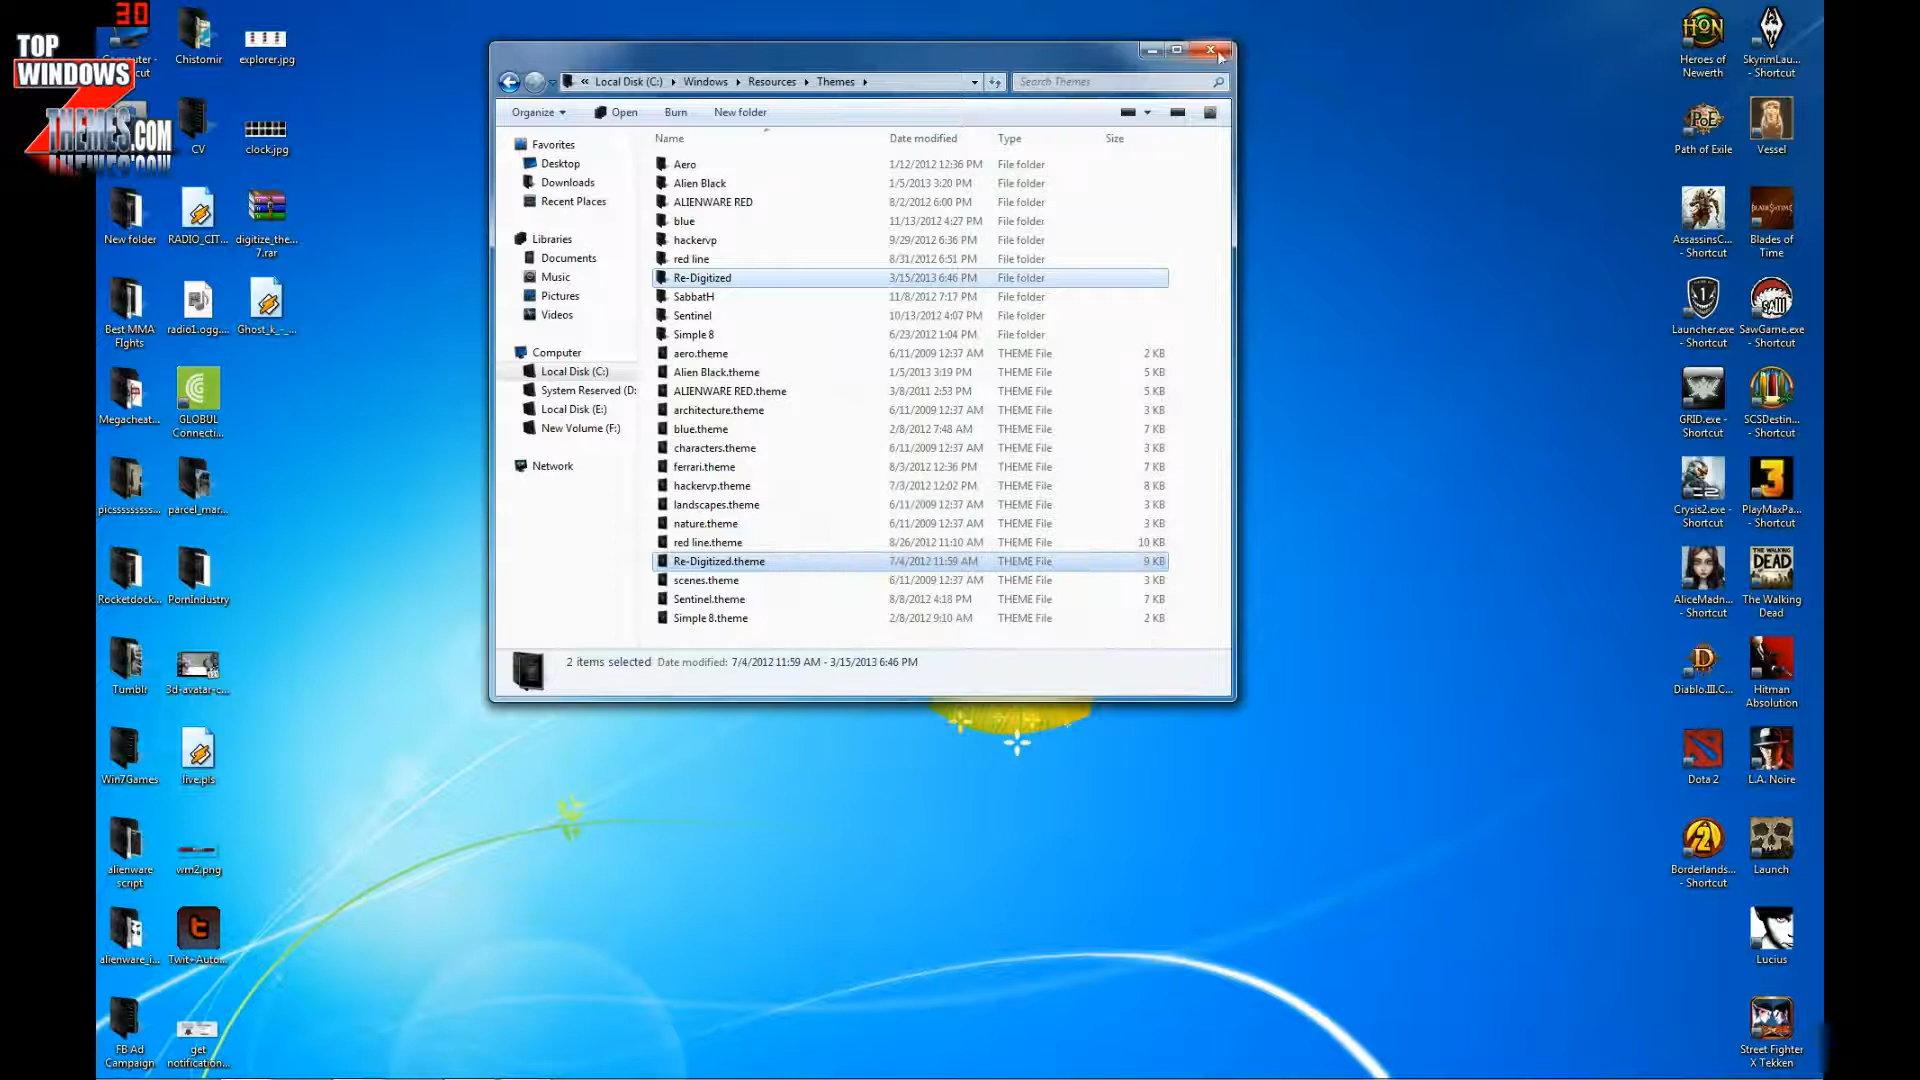 30
TOP
WINDOWS
THEMES.COM
Computer -
Chistomir
explorer.jpg
CV
clock.jpg
New folder
RADIO_CIT...
digitize_the...
7.rar
Best MMA
FIghts
radio1.ogg....
Ghost_k_-_...
Megacheat...
GLOBUL
Connecti...
picsssssssss...
parcel_mar...
Rocketdock...
PornIndustry
Tumblr
3d-avatar-c...
Win7Games
live.pls
alienware
script
wm2.png
alienware_i...
Twit+Auto...
FB Ad
Campaign
get
notification...
« Local Disk (C:) Windows Resources Themes
Search Themes
Organize Open Burn New folder
Name Date modified Type Size
Favorites
Desktop
Downloads
Recent Places
Libraries
Documents
Music
Pictures
Videos
Computer
Local Disk (C:)
System Reserved (D:
Local Disk (E:)
New Volume (F:)
Network
Aero 1/12/2012 12:36 PM File folder
Alien Black 1/5/2013 3:20 PM File folder
ALIENWARE RED 8/2/2012 6:00 PM File folder
blue 11/13/2012 4:27 PM File folder
hackervp 9/29/2012 6:36 PM File folder
red line 8/31/2012 6:51 PM File folder
Re-Digitized 3/15/2013 6:46 PM File folder
SabbatH 11/8/2012 7:17 PM File folder
Sentinel 10/13/2012 4:07 PM File folder
Simple 8 6/23/2012 1:04 PM File folder
aero.theme 6/11/2009 12:37 AM THEME File 2 KB
Alien Black.theme 1/5/2013 3:19 PM THEME File 5 KB
ALIENWARE RED.theme 3/8/2011 2:53 PM THEME File 5 KB
architecture.theme 6/11/2009 12:37 AM THEME File 3 KB
blue.theme 2/8/2012 7:48 AM THEME File 7 KB
characters.theme 6/11/2009 12:37 AM THEME File 3 KB
ferrari.theme 8/3/2012 12:36 PM THEME File 7 KB
hackervp.theme 7/3/2012 12:02 PM THEME File 8 KB
landscapes.theme 6/11/2009 12:37 AM THEME File 3 KB
nature.theme 6/11/2009 12:37 AM THEME File 3 KB
red line.theme 8/26/2012 11:10 AM THEME File 10 KB
Re-Digitized.theme 7/4/2012 11:59 AM THEME File 9 KB
scenes.theme 6/11/2009 12:37 AM THEME File 3 KB
Sentinel.theme 8/8/2012 4:18 PM THEME File 7 KB
Simple 8.theme 2/8/2012 9:10 AM THEME File 2 KB
2 items selected Date modified: 7/4/2012 11:59 AM - 3/15/2013 6:46 PM
Heroes of
Newerth
SkyrimLau...
- Shortcut
Path of Exile
Vessel
AssassinsC...
- Shortcut
Blades of
Time
Launcher.exe
- Shortcut
SawGame.exe
- Shortcut
GRID.exe -
Shortcut
SCSDestin...
- Shortcut
Crysis2.exe -
Shortcut
PlayMaxPa...
- Shortcut
AliceMadn...
- Shortcut
The Walking
Dead
Diablo.III.C...
Hitman
Absolution
Dota 2
L.A. Noire
Borderlands...
- Shortcut
Launch
Lucius
Street Fighter
X Tekken